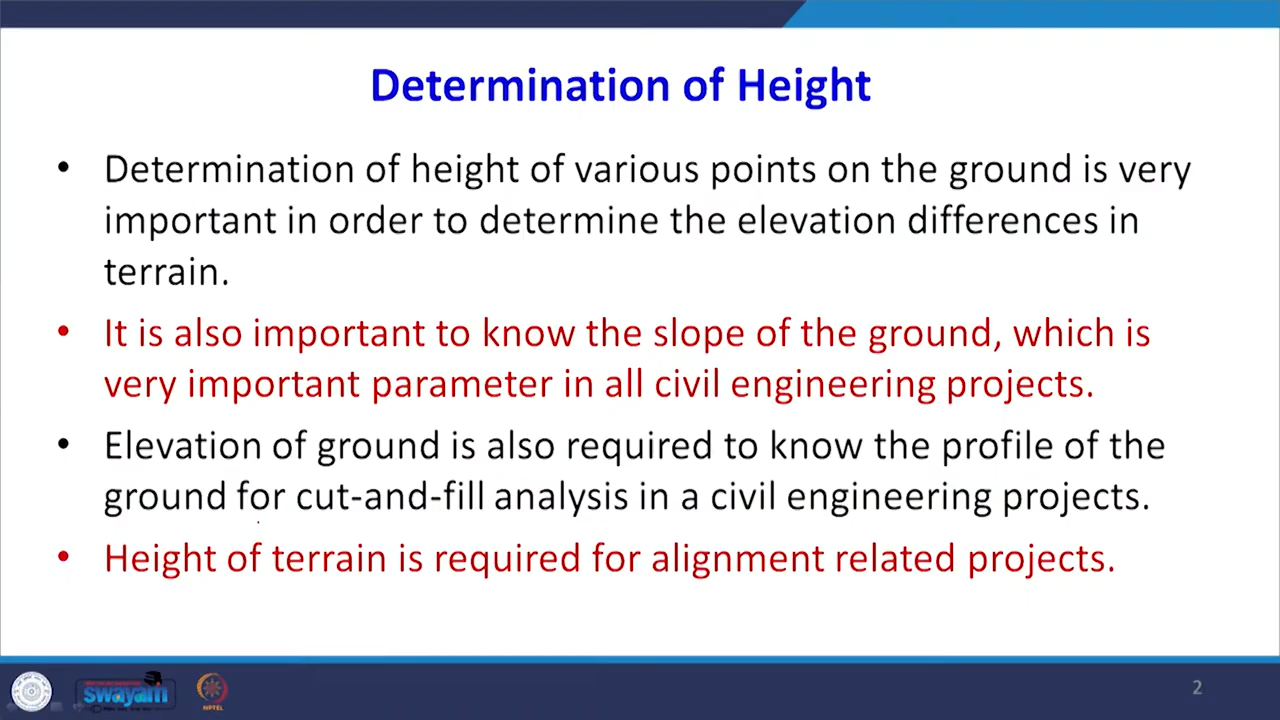 Determination of Height
• Determination of height of various points on the ground is very
important in order to determine the elevation differences in
terrain.
• It is also important to know the slope of the ground, which is
very important parameter in all civil engineering projects.
• Elevation of ground is also required to know the profile of the
ground for cut-and-fill analysis in a civil engineering projects.
• Height of terrain is required for alignment related projects.
swayam
NPTEL
2